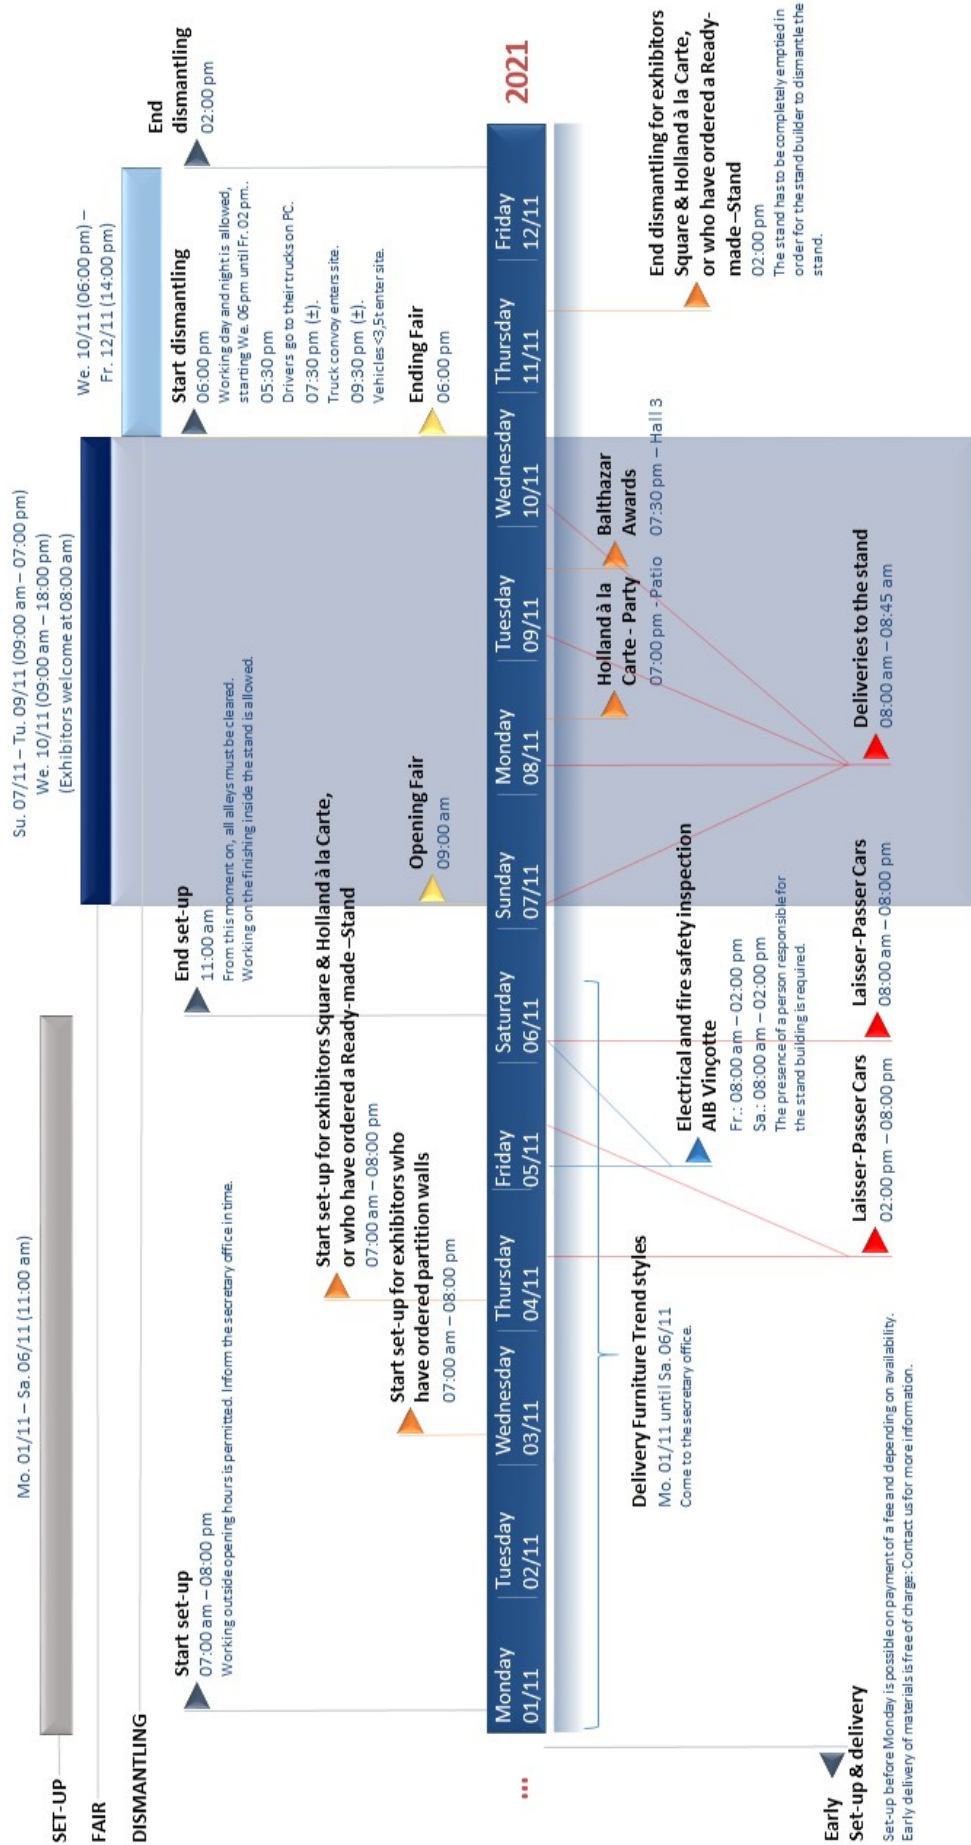 Mo. 01/11 – Sa. 06/11 (11:00 am)
Su. 07/11 – Tu. 09/11 (09:00 am – 07:00 pm)
We. 10/11 (09:00 am – 18:00 pm)
(Exhibitors welcome at 08:00 am)
We. 10/11 (06:00 pm) –
Fr. 12/11 (14:00 pm)
SET-UP
FAIR
DISMANTLING
Start set-up
07:00 am – 08:00 pm
Working outside opening hours is permitted. Inform the secretary office in time.
End set-up
11:00 am
From this moment on, all alleys must be cleared.
Working on the finishing inside the stand is allowed.
Start dismantling
06:00 pm
Working day and night is allowed,
starting We. 06 pm until Fr. 02 pm..
05:30 pm
Drivers go to their trucks on PC.
07:30 pm (±).
Truck convoy enters site.
09:30 pm (±).
Vehicles <3,5t enter site.
End
dismantling
02:00 pm
Start set-up for exhibitors Square & Holland à la Carte,
or who have ordered a Ready-made –Stand
07:00 am – 08:00 pm
Start set-up for exhibitors who
have ordered partition walls
07:00 am – 08:00 pm
Opening Fair
09:00 am
Ending Fair
06:00 pm
...
Monday
01/11
Tuesday
02/11
Wednesday
03/11
Thursday
04/11
Friday
05/11
Saturday
06/11
Sunday
07/11
Monday
08/11
Tuesday
09/11
Wednesday
10/11
Thursday
11/11
Friday
12/11
2021
Delivery Furniture Trend styles
Mo. 01/11 until Sa. 06/11
Come to the secretary office.
Electrical and fire safety inspection
AIB Vinçotte
Fr.: 08:00 am – 02:00 pm
Sa.: 08:00 am – 02:00 pm
The presence of a person responsible for
the stand building is required.
Holland à la
Carte - Party
07:00 pm - Patio
Balthazar
Awards
07:30 pm – Hall 3
End dismantling for exhibitors
Square & Holland à la Carte,
or who have ordered a Ready-
made –Stand
02:00 pm
The stand has to be completely emptied in
order for the stand builder to dismantle the
stand.
Early
Set-up & delivery
Set-up before Monday is possible on payment of a fee and depending on availability.
Early delivery of materials is free of charge: Contact us for more information.
Laisser-Passer Cars
02:00 pm – 08:00 pm
Laisser-Passer Cars
08:00 am – 08:00 pm
Deliveries to the stand
08:00 am – 08:45 am